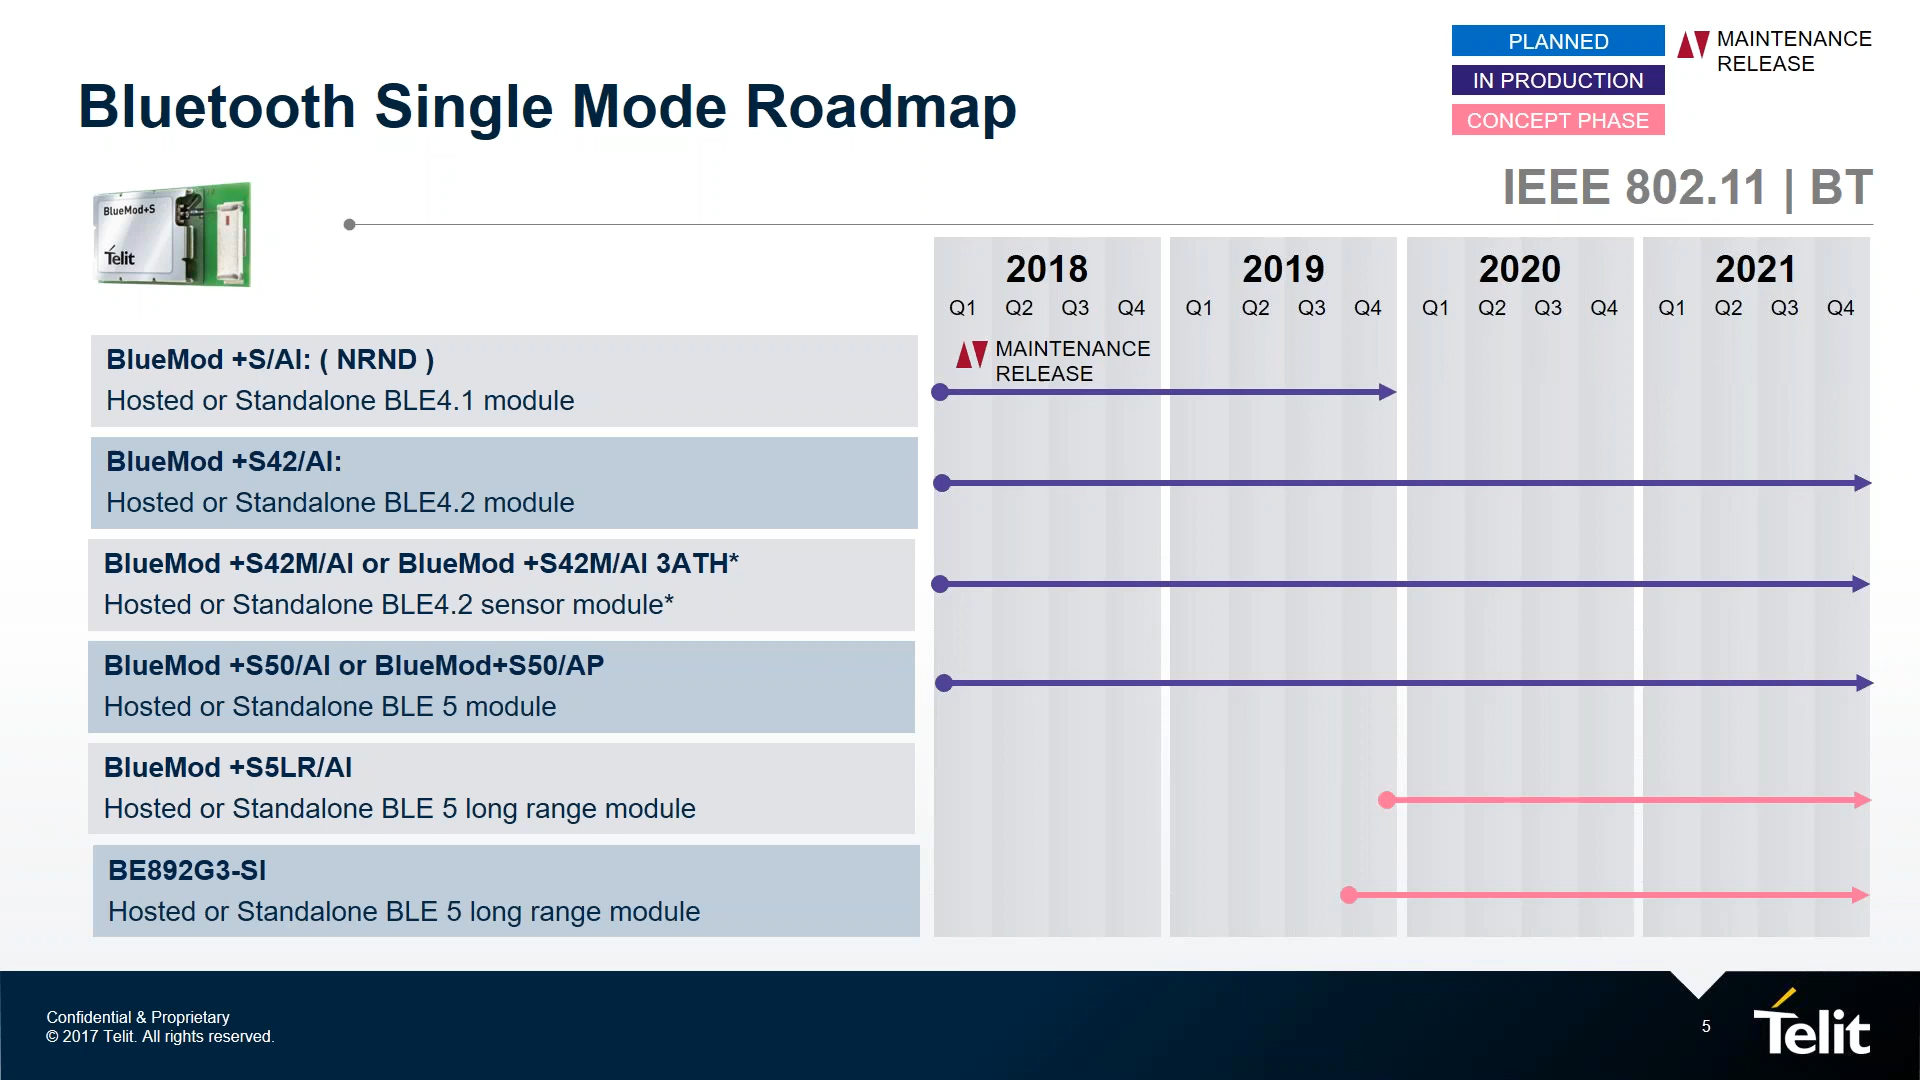 PLANNED
IN PRODUCTION
CONCEPT PHASE
MAINTENANCE
RELEASE
Bluetooth Single Mode Roadmap
IEEE 802.11 | BT
BlueMod+S
Telit
2018 2019 2020 2021
Q1 Q2 Q3 Q4 Q1 Q2 Q3 Q4 Q1 Q2 Q3 Q4 Q1 Q2 Q3 Q4
MAINTENANCE
RELEASE
BlueMod +S/AI: ( NRND )
Hosted or Standalone BLE4.1 module
BlueMod +S42/AI:
Hosted or Standalone BLE4.2 module
BlueMod +S42M/AI or BlueMod +S42M/AI 3ATH*
Hosted or Standalone BLE4.2 sensor module*
BlueMod +S50/AI or BlueMod+S50/AP
Hosted or Standalone BLE 5 module
BlueMod +S5LR/AI
Hosted or Standalone BLE 5 long range module
BE892G3-SI
Hosted or Standalone BLE 5 long range module
Confidential & Proprietary
© 2017 Telit. All rights reserved.
5
Telit